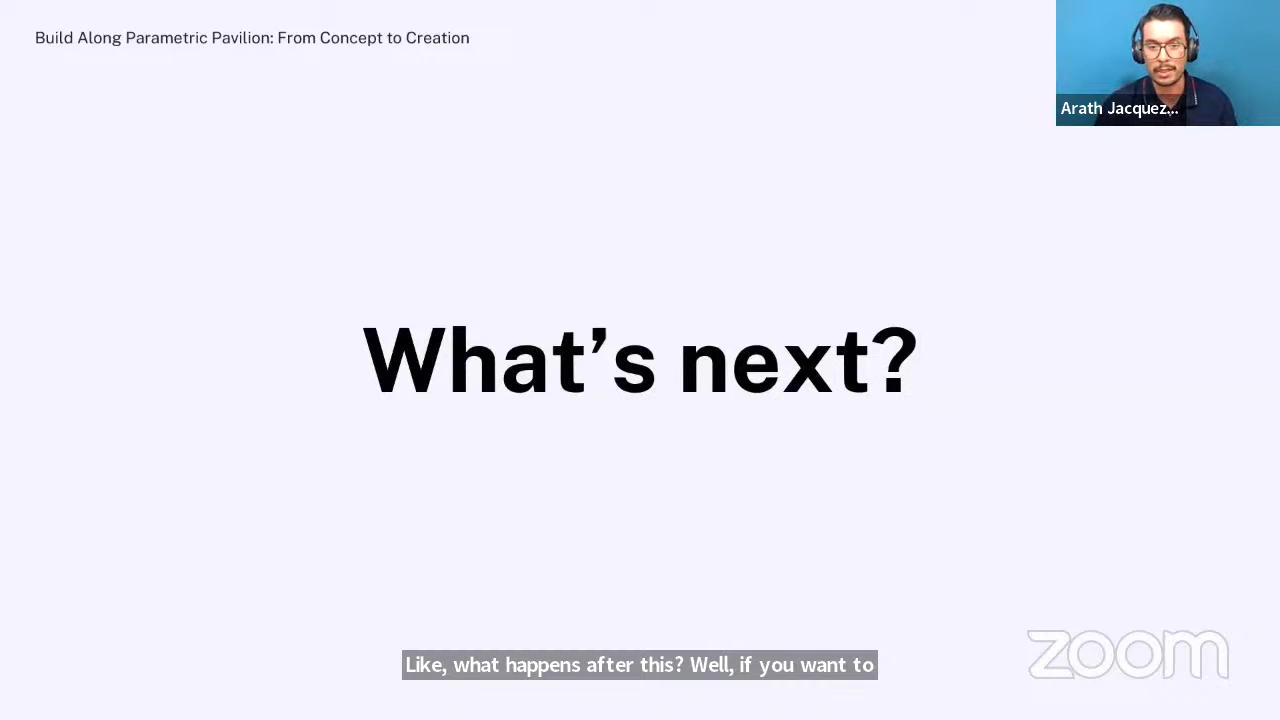 Build Along Parametric Pavilion: From Concept to Creation
Arath Jacquez...
What’s next?
Like, what happens after this? Well, if you want to
zoom